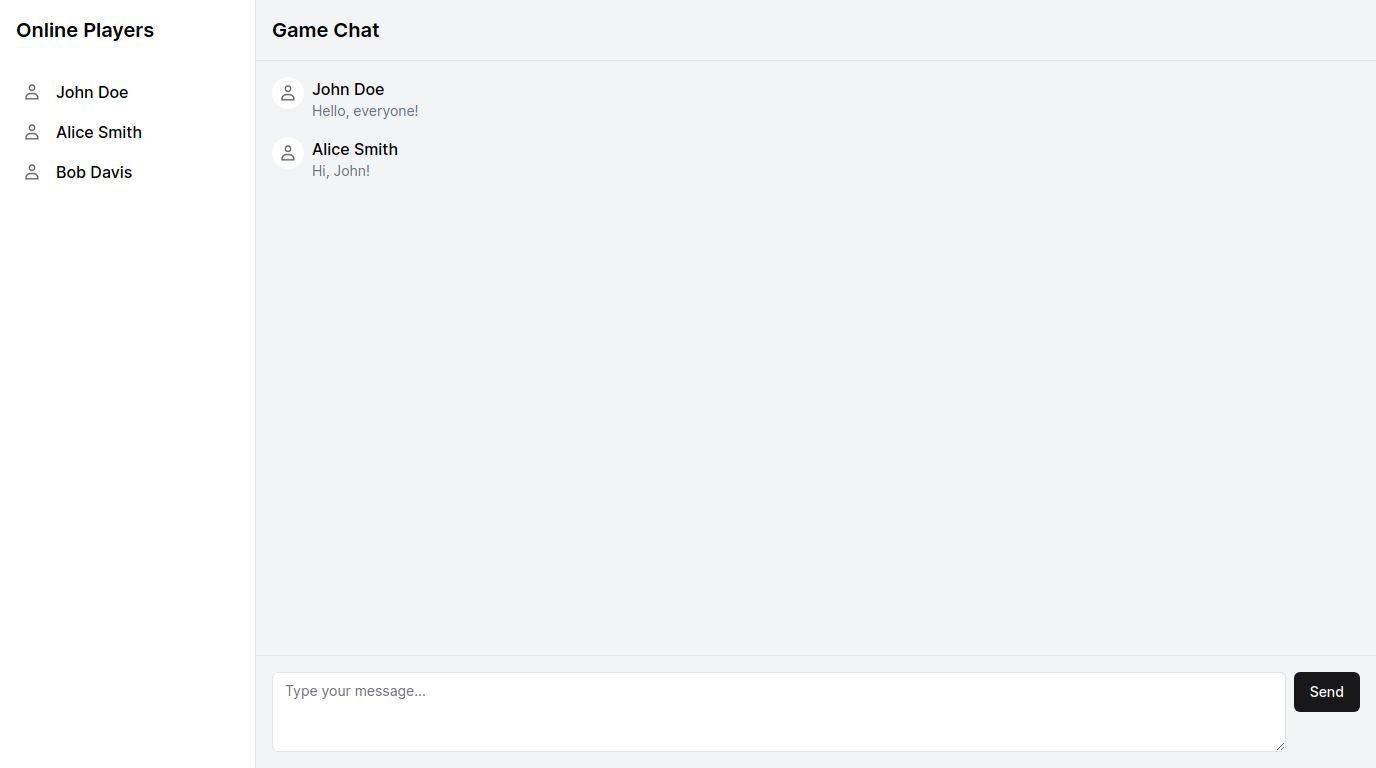 Online Players
John Doe
Alice Smith
Bob Davis
Game Chat
John Doe
Hello, everyone!
Alice Smith
Hi, John!
Type your message...
Send